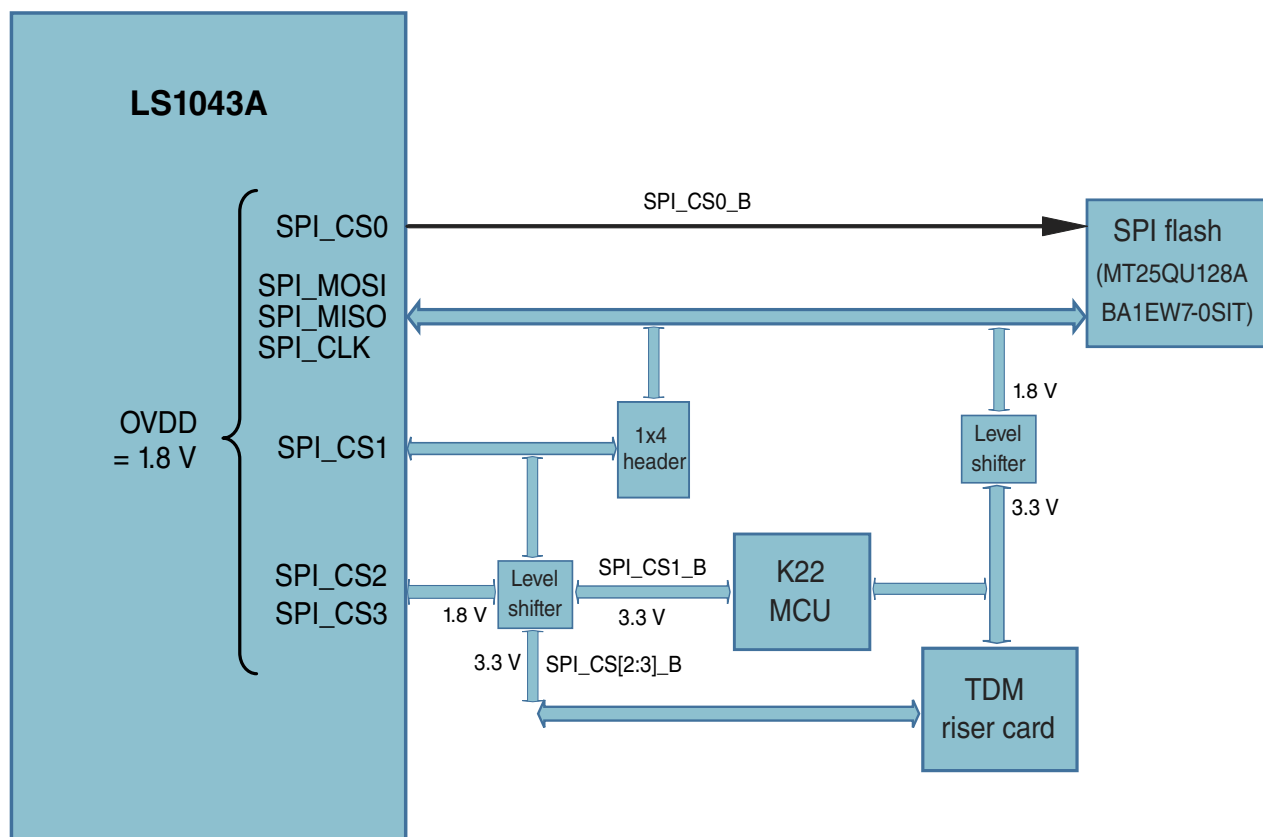 LS1043A
SPI_CS0_B
SPI_CS0
SPI flash
(MT25QU128A
BA1EW7-0SIT)
SPI_MOSI
SPI_MISO
SPI_CLK
1.8 V
OVDD
= 1.8 V
SPI_CS1
1x4
header
Level
shifter
3.3 V
SPI_CS2
SPI_CS3
1.8 V
Level
shifter
SPI_CS1_B
3.3 V
K22
MCU
3.3 V
SPI_CS[2:3]_B
TDM
riser card